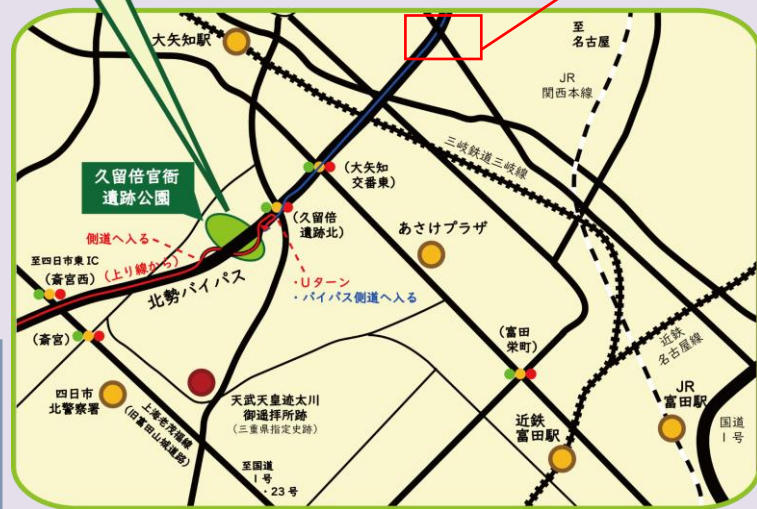 大矢知駅
至
名古屋
JR
関西本線
三岐鉄道三岐線
久留倍官衙
遺跡公園
(大矢知
交番東)
(久留倍
遺跡北)
あさけプラザ
側道へ入る
(上り線から)
至四日市東IC
(斎宮西)
北勢バイパス
・Uターン
・バイパス側道へ入る
(斎宮)
(富田
栄町)
近鉄
名古屋線
四日市
北警察署
上海老茂福線
(旧富田山城道路)
天武天皇迹太川
御遥拝所跡
(三重県指定史跡)
至国道
1号
・23号
近鉄
富田駅
JR
富田駅
国道
1号